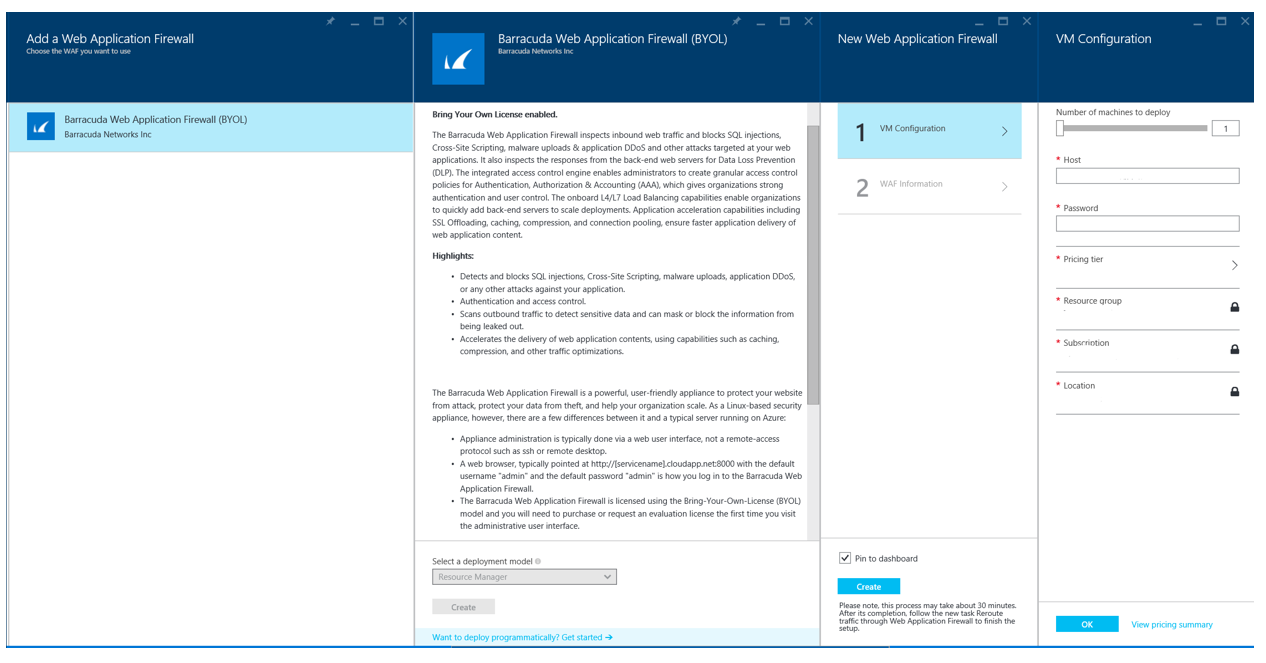 Add a Web Application Firewall
Choose the WAF you want to use
Barracuda Web Application Firewall (BYOL)
Barracuda Networks Inc
Barracuda Web Application Firewall (BYOL)
Barracuda Networks Inc
Bring Your Own License enabled.
The Barracuda Web Application Firewall inspects inbound web traffic and blocks SQL injections,
Cross-Site Scripting, malware uploads & application DDoS and other attacks targeted at your web
applications. It also inspects the responses from the back-end web servers for Data Loss Prevention
(DLP). The integrated access control engine enables administrators to create granular access control
policies for Authentication, Authorization & Accounting (AAA), which gives organizations strong
authentication and user control. The onboard L4/L7 Load Balancing capabilities enable organizations
to quickly add back-end servers to scale deployments. Application acceleration capabilities including
SSL Offloading, caching, compression, and connection pooling, ensure faster application delivery of
web application content.
Highlights:
• Detects and blocks SQL injections, Cross-Site Scripting, malware uploads, application DDoS,
or any other attacks against your application.
• Authentication and access control.
• Scans outbound traffic to detect sensitive data and can mask or block the information from
being leaked out.
• Accelerates the delivery of web application contents, using capabilities such as caching,
compression, and other traffic optimizations.
The Barracuda Web Application Firewall is a powerful, user-friendly appliance to protect your website
from attack, protect your data from theft, and help your organization scale. As a Linux-based security
appliance, however, there are a few differences between it and a typical server running on Azure:
• Appliance administration is typically done via a web user interface, not a remote-access
protocol such as ssh or remote desktop.
• A web browser, typically pointed at http://[servicename].cloudapp.net:8000 with the default
username "admin" and the default password "admin" is how you log in to the Barracuda Web
Application Firewall.
• The Barracuda Web Application Firewall is licensed using the Bring-Your-Own-License (BYOL)
model and you will need to purchase or request an evaluation license the first time you visit
the administrative user interface.
Select a deployment model
Resource Manager
Create
Want to deploy programmatically? Get started →
New Web Application Firewall
1 VM Configuration
2 WAF Information
Pin to dashboard
Create
Please note, this process may take about 30 minutes.
After its completion, follow the new task Reroute
traffic through Web Application Firewall to finish the
setup.
VM Configuration
Number of machines to deploy
1
* Host
* Password
* Pricing tier
* Resource group
* Subscription
* Location
OK
View pricing summary